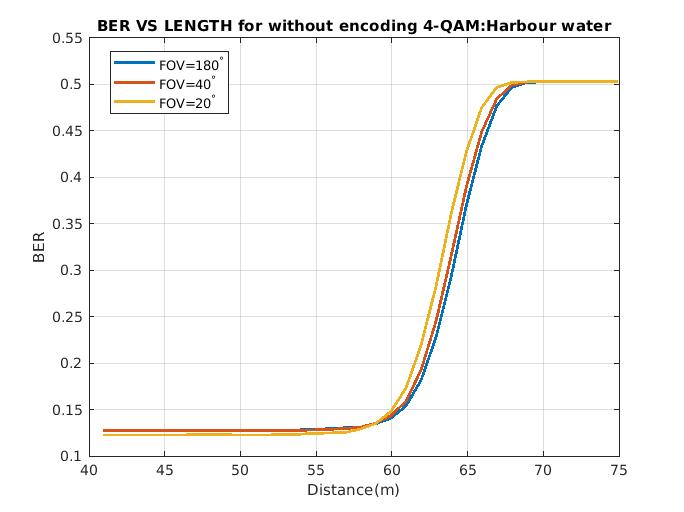 BER VS LENGTH for without encoding 4-QAM:Harbour water
FOV=180°
FOV=40°
FOV=20°
0.55
0.5
0.45
0.4
0.35
0.3
0.25
0.2
0.15
0.1
BER
40 45 50 55 60 65 70 75
Distance(m)